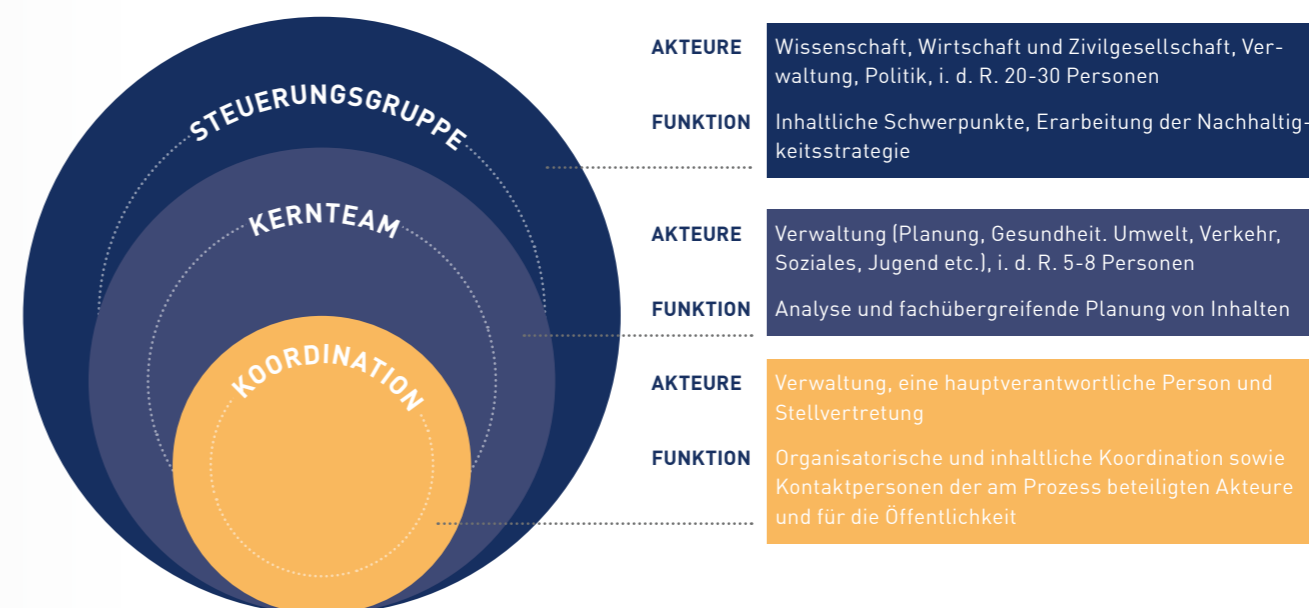 STEUERUNGSGRUPPE
KERNTEAM
KOORDINATION
AKTEURE
Wissenschaft, Wirtschaft und Zivilgesellschaft, Ver-
waltung, Politik, i. d. R. 20-30 Personen
FUNKTION
Inhaltliche Schwerpunkte, Erarbeitung der Nachhaltig-
keitsstrategie
AKTEURE
Verwaltung (Planung, Gesundheit. Umwelt, Verkehr,
Soziales, Jugend etc.), i. d. R. 5-8 Personen
FUNKTION
Analyse und fachübergreifende Planung von Inhalten
AKTEURE
Verwaltung, eine hauptverantwortliche Person und
Stellvertretung
FUNKTION
Organisatorische und inhaltliche Koordination sowie
Kontaktpersonen der am Prozess beteiligten Akteure
und für die Öffentlichkeit